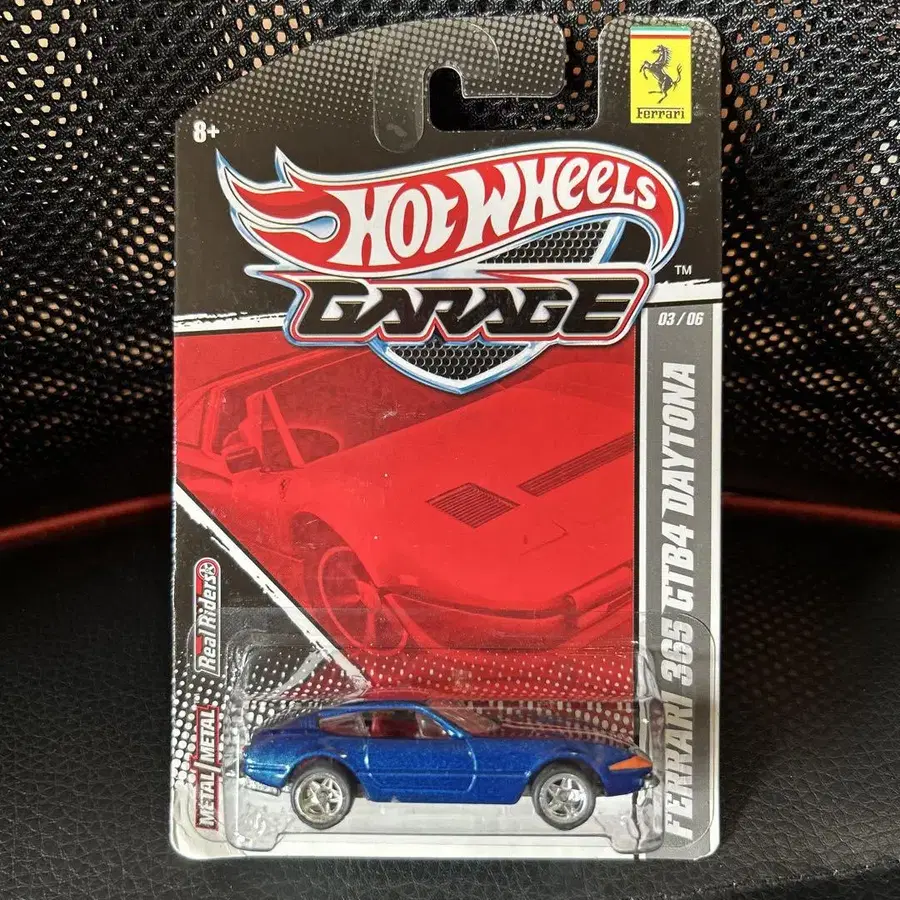 Ferrari
8+
HOT WHEELS
TM
GARAGE
03/06
FERRARI 365 GTB4 DAYTONA
Real Riders
METAL/METAL